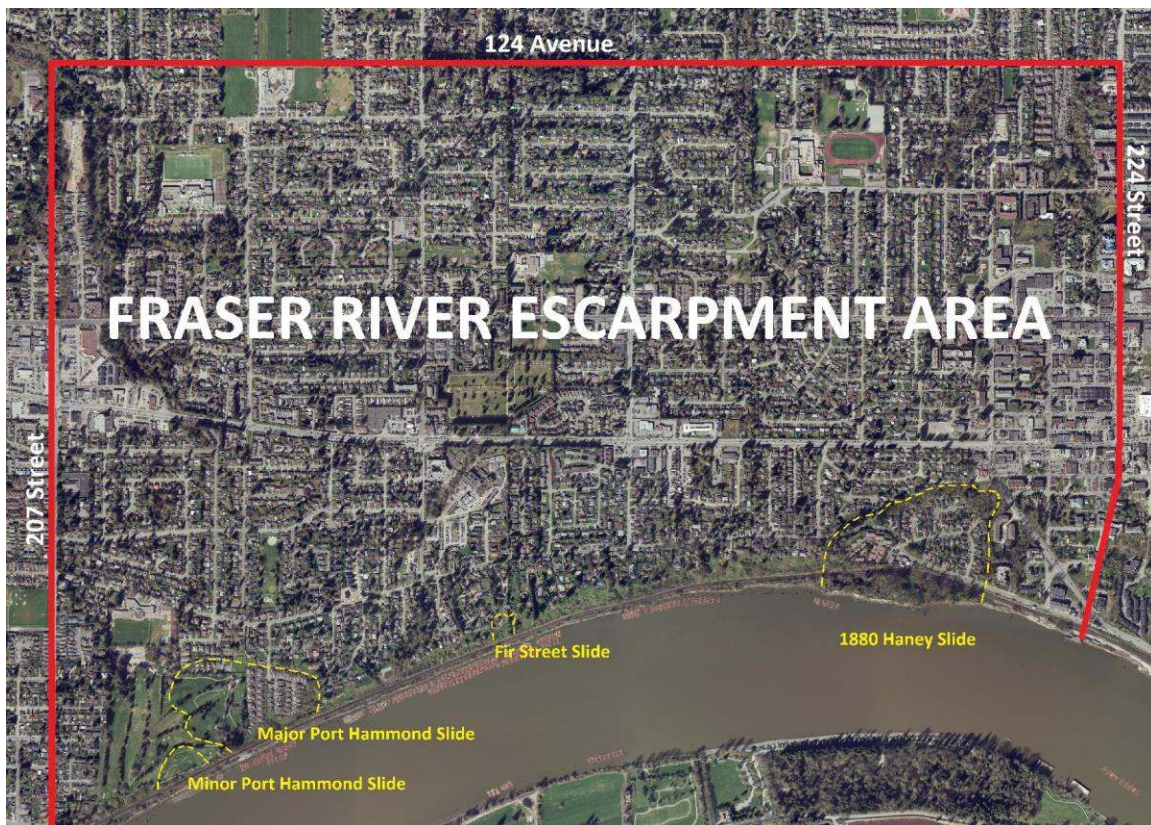 124 Avenue
224 Street
FRASER RIVER ESCARPMENT AREA
207 Street
1880 Haney Slide
Fir Street Slide
Major Port Hammond Slide
Minor Port Hammond Slide